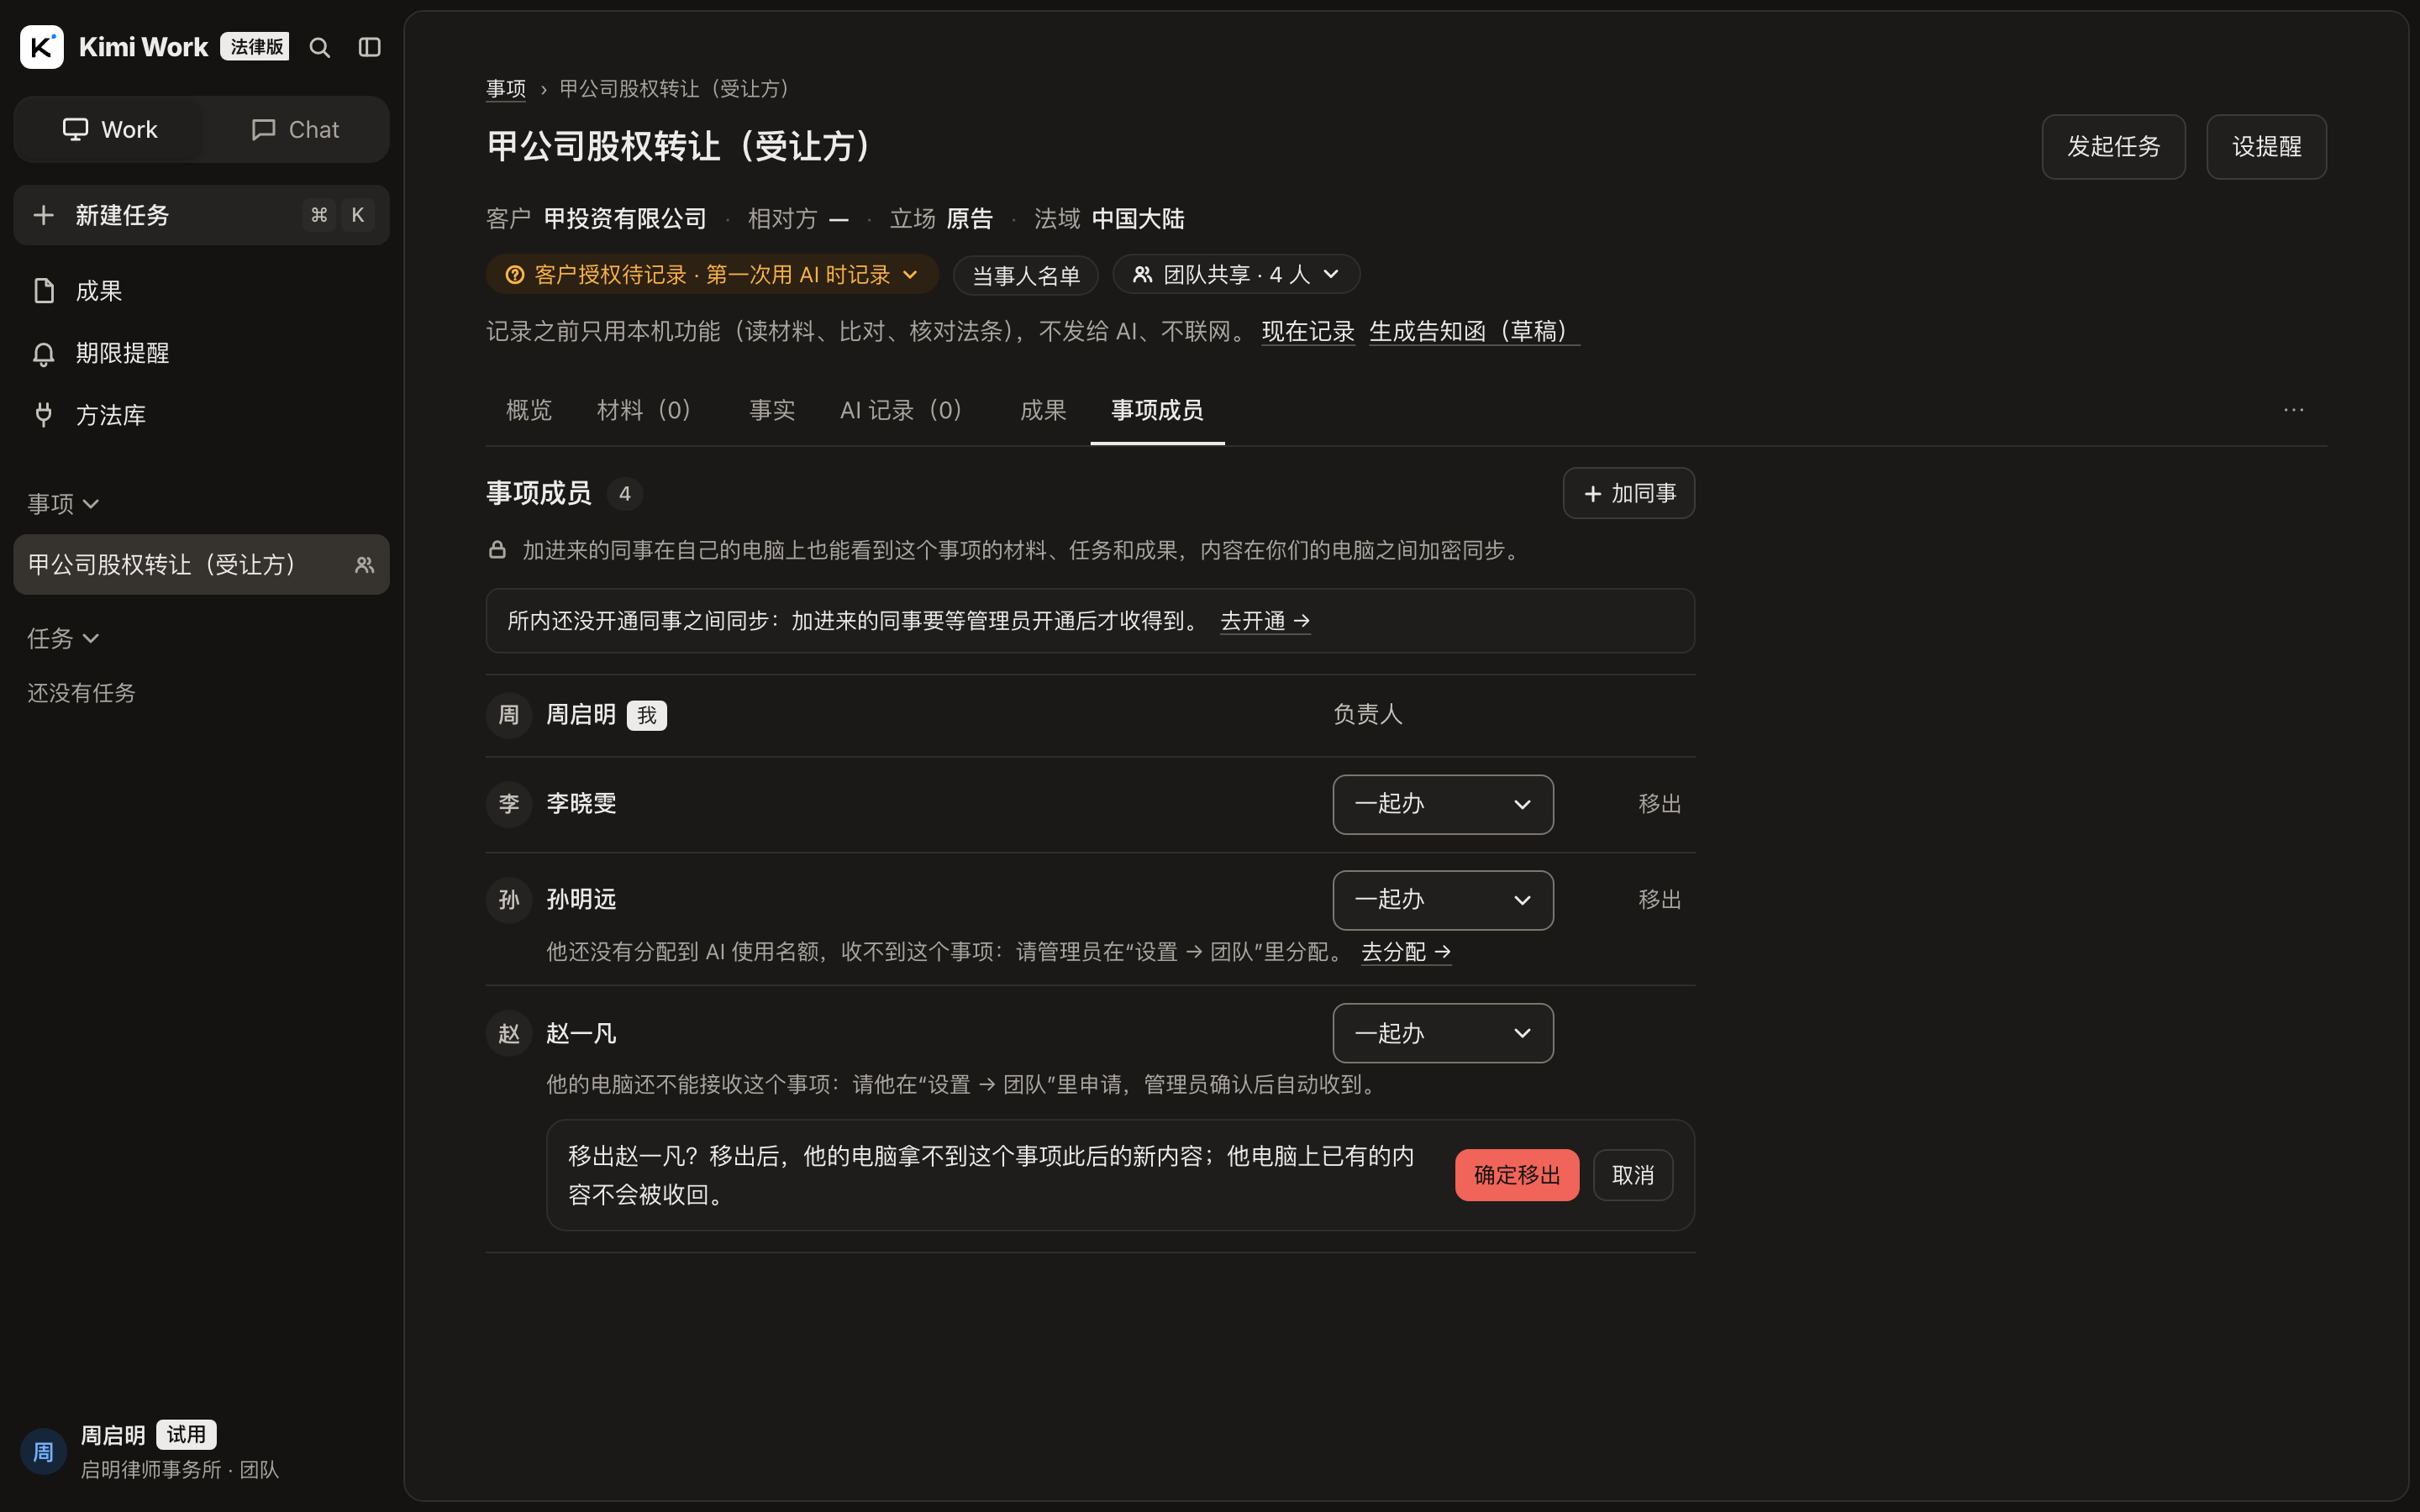 Kimi Work 法律版
Work
Chat
新建任务 ⌘ K
成果
期限提醒
方法库
事项
甲公司股权转让（受让方）
任务
还没有任务
周 周启明 试用
启明律师事务所 · 团队
事项 › 甲公司股权转让（受让方）
甲公司股权转让（受让方）
发起任务
设提醒
客户 甲投资有限公司 · 相对方 — · 立场 原告 · 法域 中国大陆
客户授权待记录 · 第一次用 AI 时记录
当事人名单
团队共享 · 4 人
记录之前只用本机功能（读材料、比对、核对法条），不发给 AI、不联网。 现在记录 生成告知函（草稿）
概览 材料（0） 事实 AI 记录（0） 成果 事项成员 ···
事项成员 4
+ 加同事
加进来的同事在自己的电脑上也能看到这个事项的材料、任务和成果，内容在你们的电脑之间加密同步。
所内还没开通同事之间同步：加进来的同事要等管理员开通后才收得到。 去开通 →
周 周启明 我 负责人
李 李晓雯 一起办 移出
孙 孙明远 一起办 移出
他还没有分配到 AI 使用名额，收不到这个事项：请管理员在“设置 → 团队”里分配。 去分配 →
赵 赵一凡 一起办
他的电脑还不能接收这个事项：请他在“设置 → 团队”里申请，管理员确认后自动收到。
移出赵一凡？移出后，他的电脑拿不到这个事项此后的新内容；他电脑上已有的内
容不会被收回。
确定移出
取消